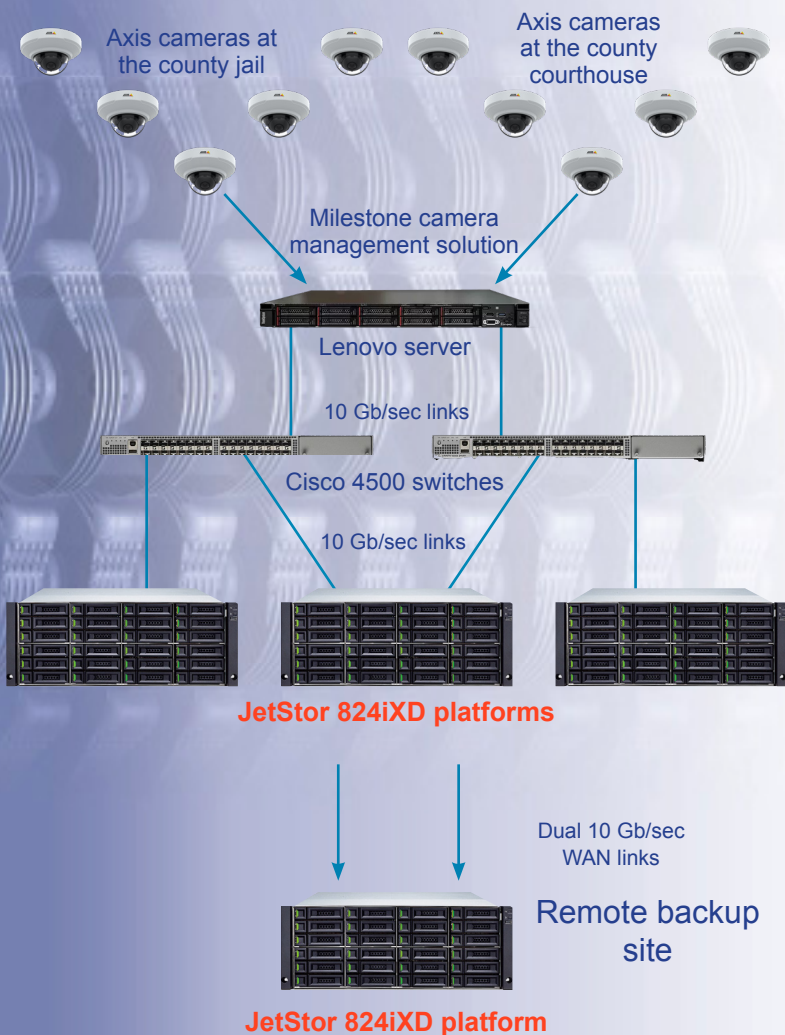 Axis cameras at
the county jail
Axis cameras
at the county
courthouse
Milestone camera
management solution
Lenovo server
10 Gb/sec links
Cisco 4500 switches
10 Gb/sec links
JetStor 824iXD platforms
Dual 10 Gb/sec
WAN links
Remote backup
site
JetStor 824iXD platform